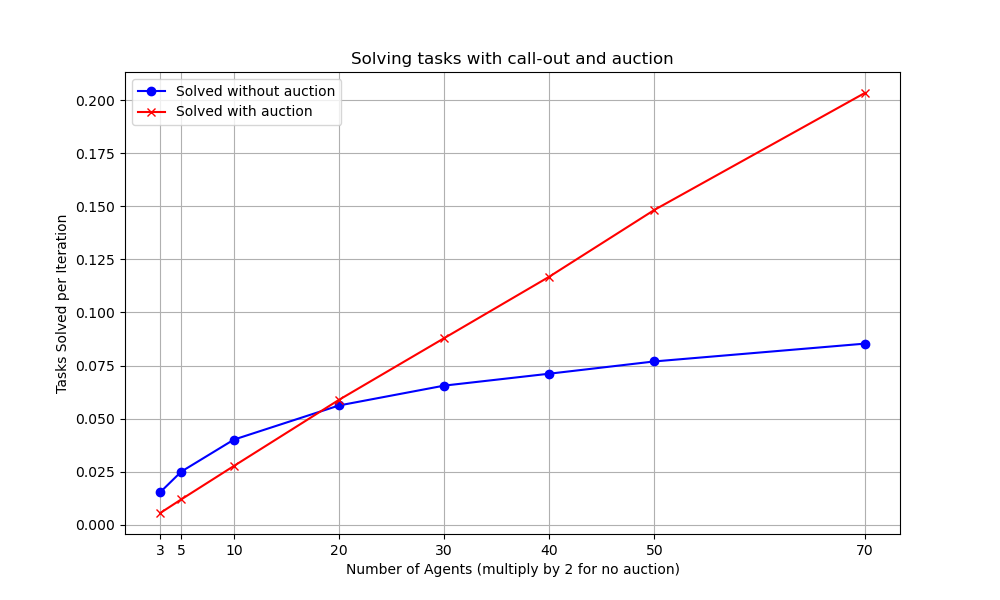 Solving tasks with call-out and auction
Solved without auction
Solved with auction
Tasks Solved per Iteration
0.200
0.175
0.150
0.125
0.100
0.075
0.050
0.025
0.000
3 5 10 20 30 40 50 70
Number of Agents (multiply by 2 for no auction)